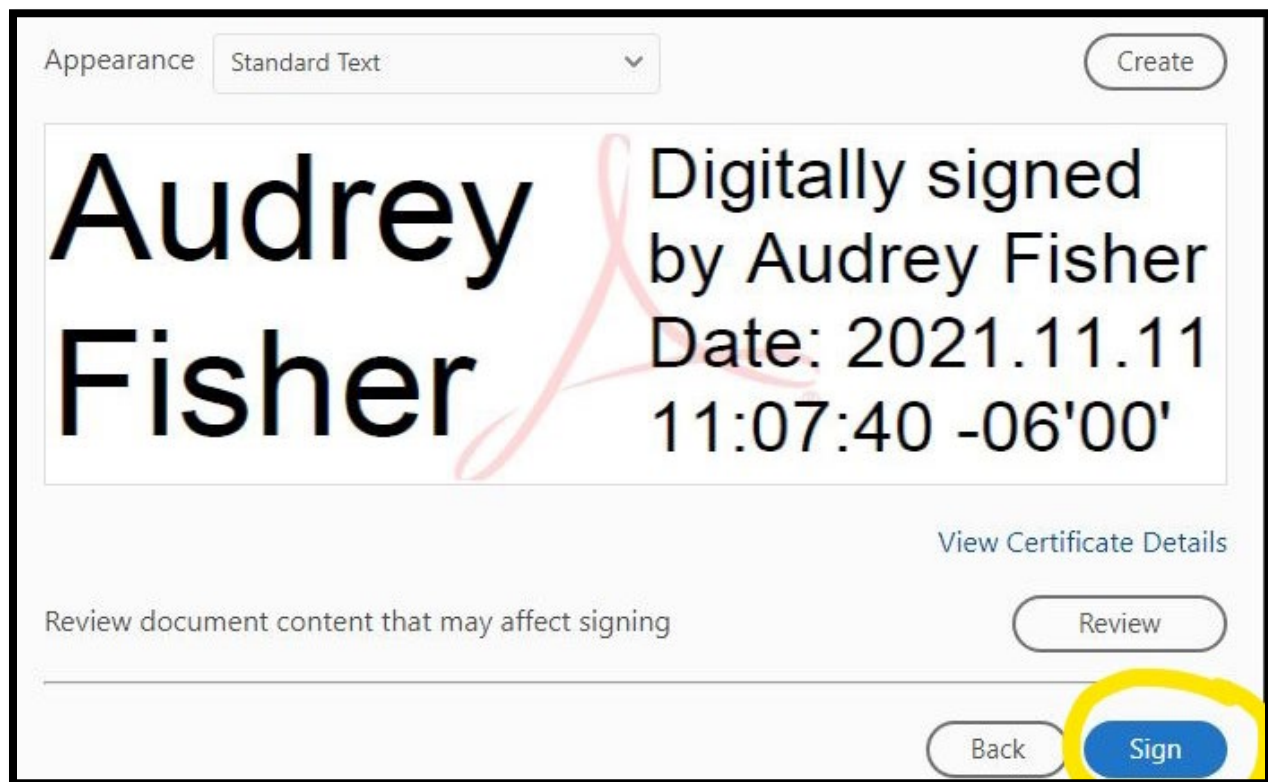 Appearance Standard Text Create
Audrey
Fisher
Digitally signed
by Audrey Fisher
Date: 2021.11.11
11:07:40 -06'00'
View Certificate Details
Review document content that may affect signing Review
Back Sign